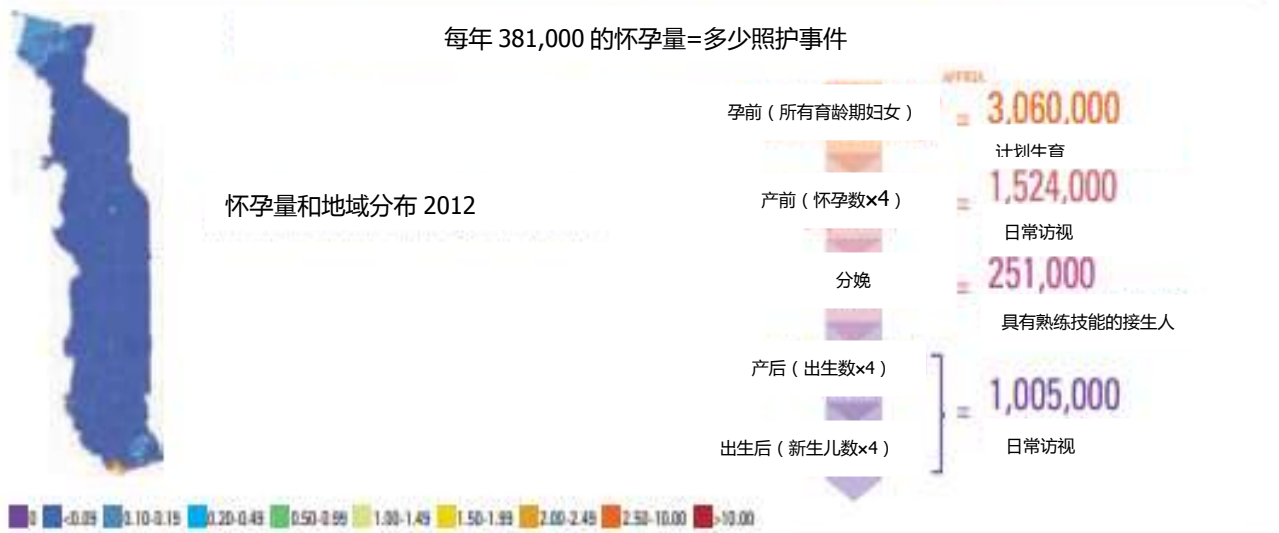 每年 381,000 的怀孕量=多少照护事件
孕前（所有育龄期妇女）
= 3,060,000
计划生育
怀孕量和地域分布 2012
产前（怀孕数×4）
= 1,524,000
日常访视
分娩
= 251,000
具有熟练技能的接生人
产后（出生数×4）
= 1,005,000
出生后（新生儿数×4）
日常访视
0 <0.09 0.10-0.19 0.20-0.49 0.50-0.99 1.00-1.49 1.50-1.99 2.00-2.49 2.50-10.00 >10.00